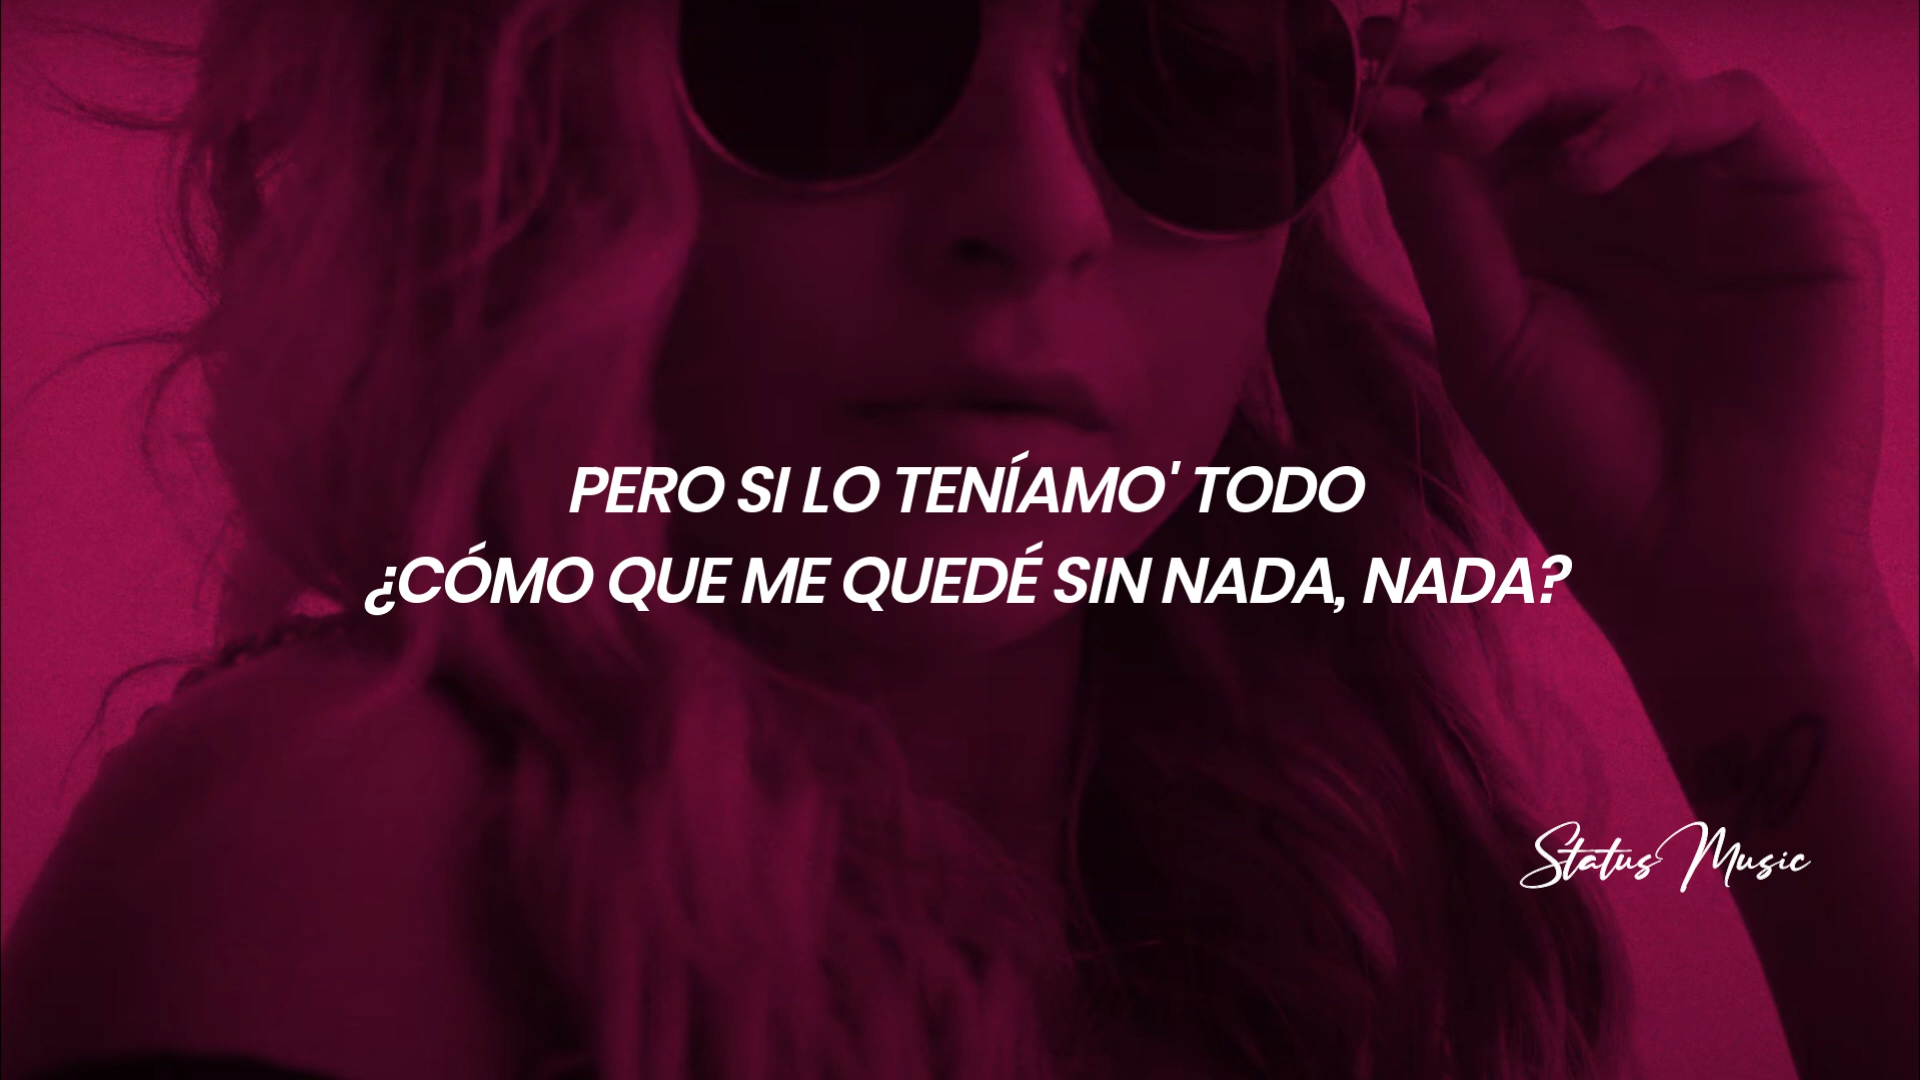 PERO SI LO TENÍAMO' TODO
¿CÓMO QUE ME QUEDÉ SIN NADA, NADA?
Status Music